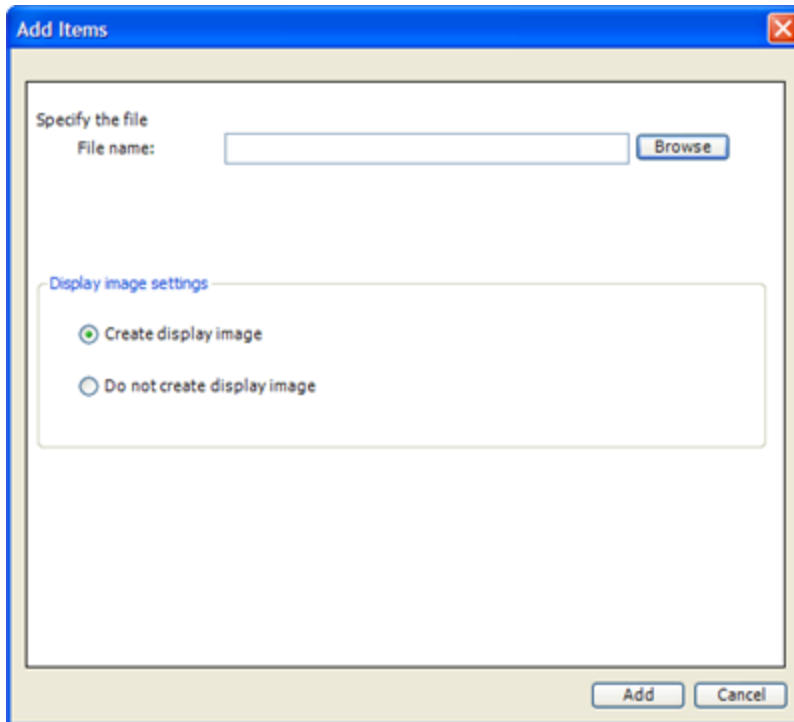 Add Items
Specify the file
File name:
Browse
Display image settings
Create display image
Do not create display image
Add
Cancel